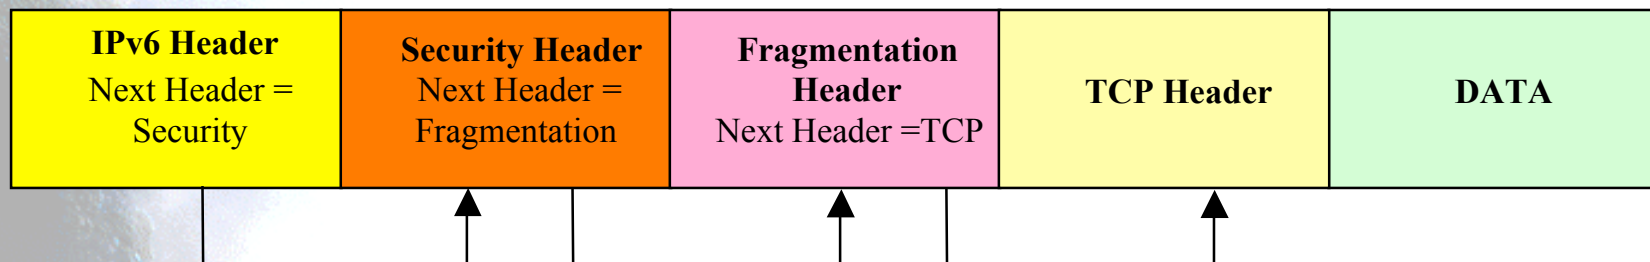 IPv6 Header
Next Header =
Security
Security Header
Next Header =
Fragmentation
Fragmentation
Header
Next Header =TCP
TCP Header
DATA